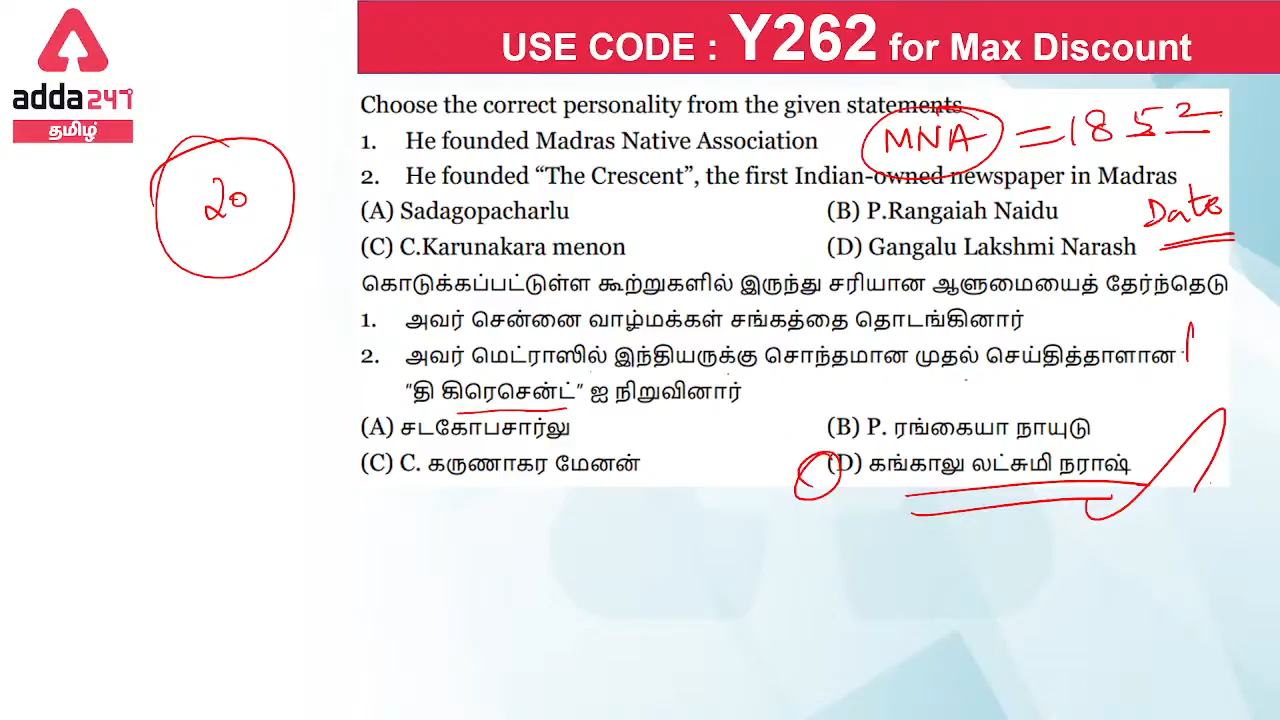 USE CODE : Y262 for Max Discount
adda247
தமிழ்
Choose the correct personality from the given statements
MNA = 1852
1. He founded Madras Native Association
2. He founded “The Crescent”, the first Indian-owned newspaper in Madras
20
(A) Sadagopacharlu (B) P.Rangaiah Naidu
Date
(C) C.Karunakara menon (D) Gangalu Lakshmi Narash
கொடுக்கப்பட்டுள்ள கூற்றுகளில் இருந்து சரியான ஆளுமையைத் தேர்ந்தெடு
1. அவர் சென்னை வாழ்மக்கள் சங்கத்தை தொடங்கினார்
2. அவர் மெட்ராஸில் இந்தியருக்கு சொந்தமான முதல் செய்தித்தாளான
"தி கிரெசென்ட்" ஐ நிறுவினார்
(A) சடகோபசார்லு (B) P. ரங்கையா நாயுடு
(C) C. கருணாகர மேனன் (D) கங்காலு லட்சுமி நராஷ்